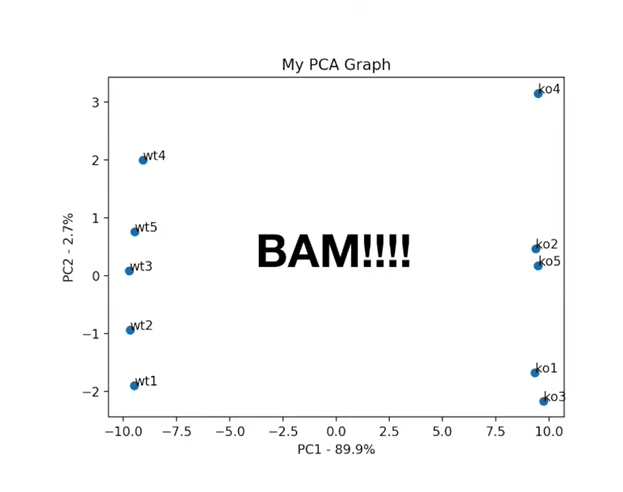 My PCA Graph
ko4
3
wt4
2
wt5
1
BAM!!!!
ko2
wt3
ko5
0
PC2 - 2.7%
wt2
−1
ko1
wt1
−2
ko3
−10.0 −7.5 −5.0 −2.5 0.0 2.5 5.0 7.5 10.0
PC1 - 89.9%